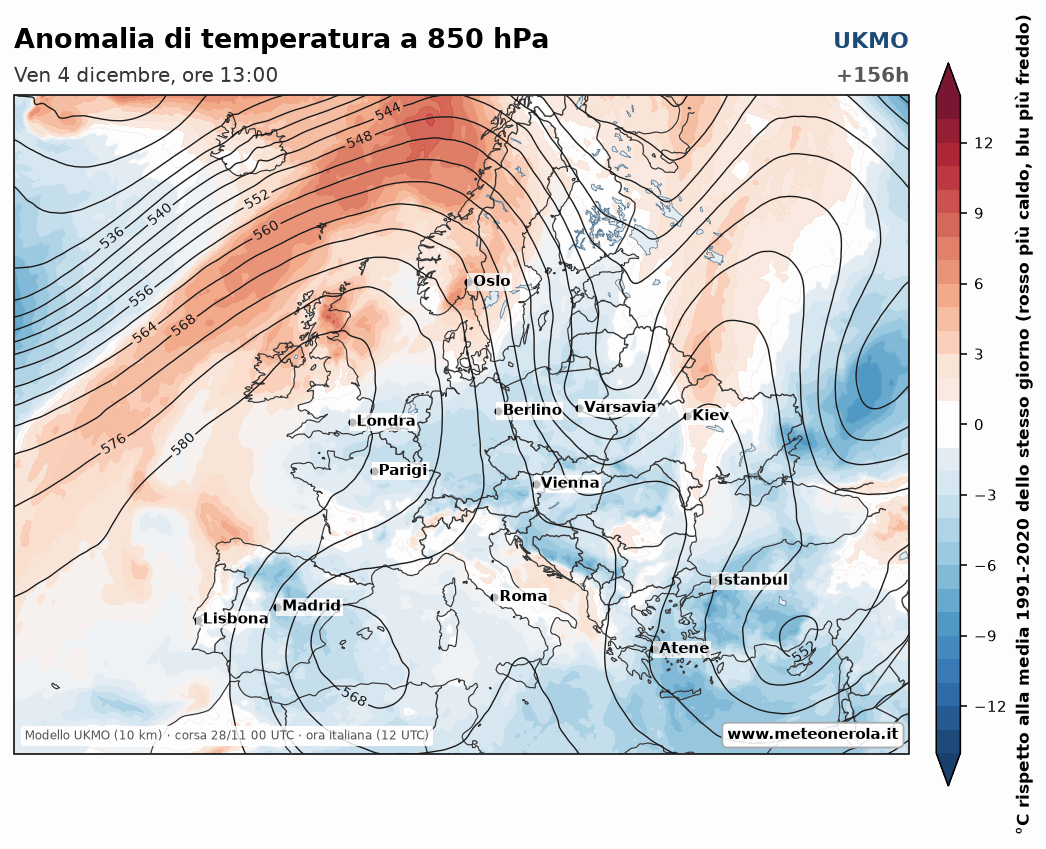 Anomalia di temperatura a 850 hPa
UKMO
Ven 4 dicembre, ore 13:00
+156h
544
548
552
540
560
536
556
564
568
576
580
Oslo
Berlino
Varsavia
Kiev
Londra
Parigi
Vienna
Istanbul
Roma
Madrid
Lisbona
Atene
552
568
Modello UKMO (10 km) · corsa 28/11 00 UTC · ora italiana (12 UTC)
www.meteonerola.it
12
9
6
3
0
−3
−6
−9
−12
°C rispetto alla media 1991-2020 dello stesso giorno (rosso più caldo, blu più freddo)